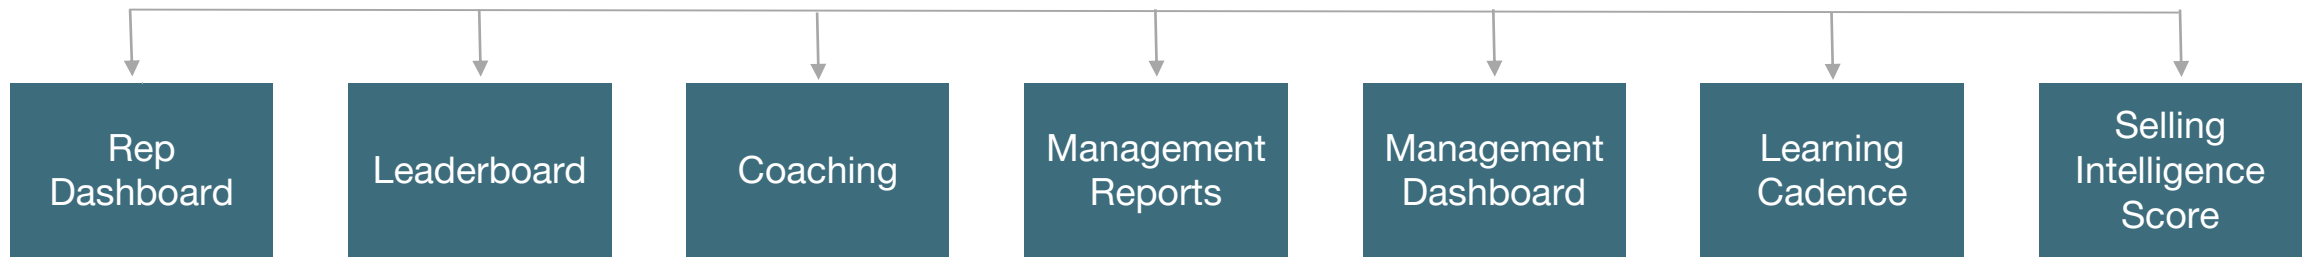 Rep
Dashboard
Leaderboard
Coaching
Management
Reports
Management
Dashboard
Learning
Cadence
Selling
Intelligence
Score